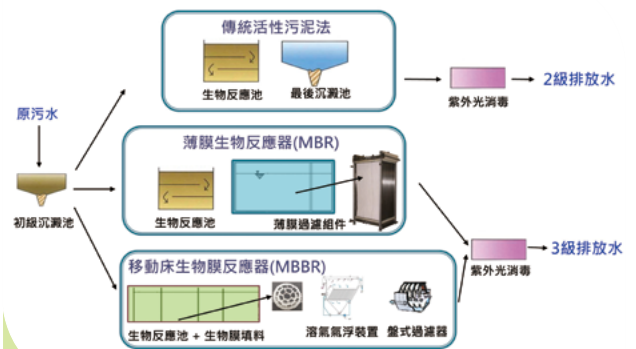 傳統活性污泥法
生物反應池
最後沉澱池
紫外光消毒
2級排放水
原污水
初級沉澱池
薄膜生物反應器(MBR)
生物反應池
薄膜過濾組件
紫外光消毒
3級排放水
移動床生物膜反應器(MBBR)
生物反應池 + 生物膜填料
溶氣氣浮裝置
盤式過濾器